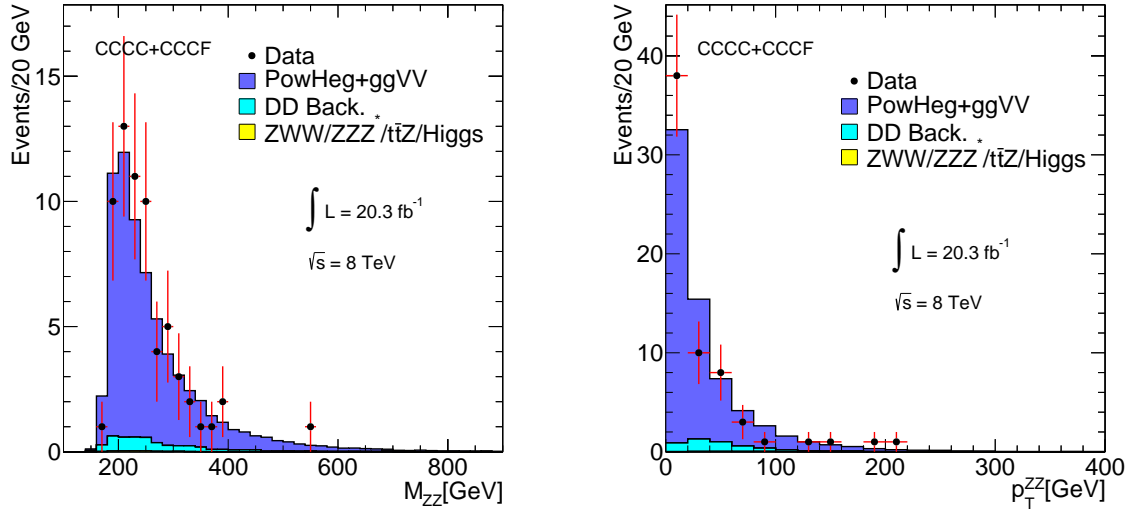 Events/20 GeV
15
10
5
0
CCCC+CCCF
Data
PowHeg+ggVV
DD Back.
ZWW/ZZZ*/tt̄Z/Higgs
∫ L = 20.3 fb⁻¹
√s = 8 TeV
200 400 600 800
M_ZZ[GeV]
Events/20 GeV
40
30
20
10
0
CCCC+CCCF
Data
PowHeg+ggVV
DD Back.
ZWW/ZZZ*/tt̄Z/Higgs
∫ L = 20.3 fb⁻¹
√s = 8 TeV
0 100 200 300 400
p_T^ZZ[GeV]